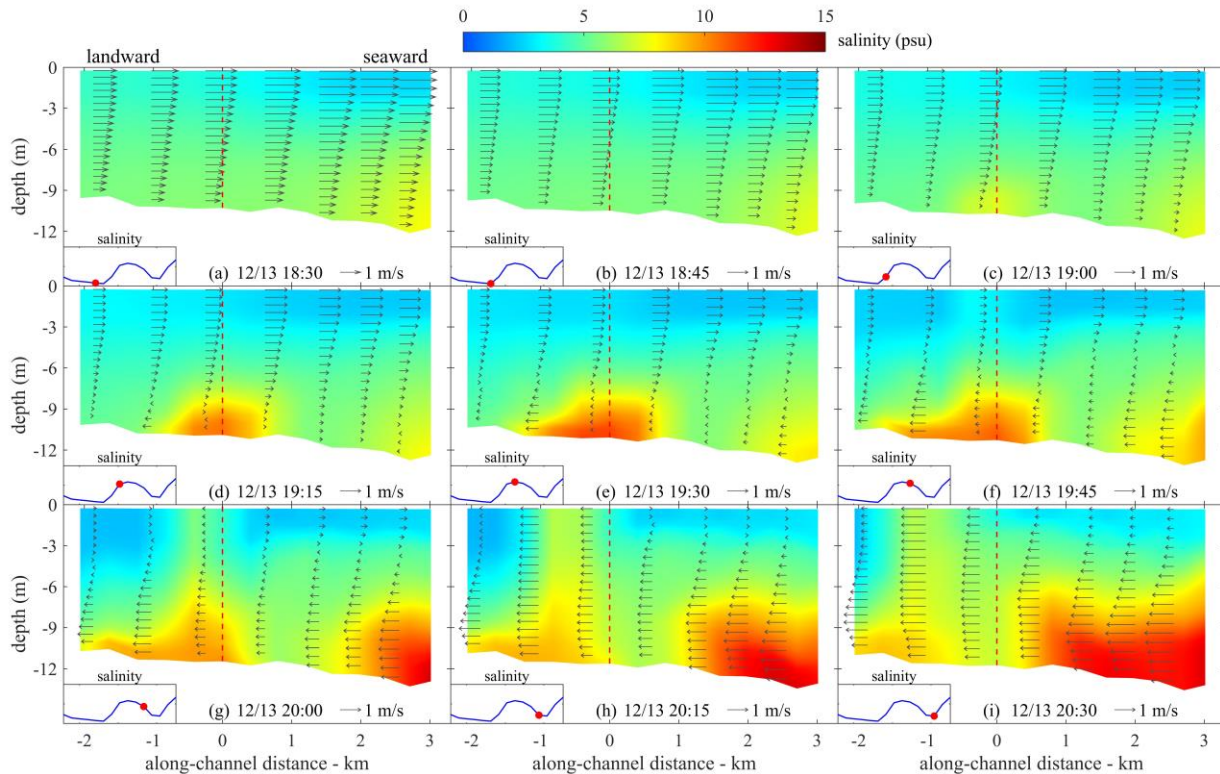 0 5 10 15
salinity (psu)
landward seaward
0
-3
-6
-9
-12
depth (m)
salinity
(a) 12/13 18:30 1 m/s
salinity
(b) 12/13 18:45 1 m/s
salinity
(c) 12/13 19:00 1 m/s
0
-3
-6
-9
-12
depth (m)
salinity
(d) 12/13 19:15 1 m/s
salinity
(e) 12/13 19:30 1 m/s
salinity
(f) 12/13 19:45 1 m/s
0
-3
-6
-9
-12
depth (m)
salinity
(g) 12/13 20:00 1 m/s
salinity
(h) 12/13 20:15 1 m/s
salinity
(i) 12/13 20:30 1 m/s
-2 -1 0 1 2 3
-2 -1 0 1 2 3
-2 -1 0 1 2 3
along-channel distance - km
along-channel distance - km
along-channel distance - km